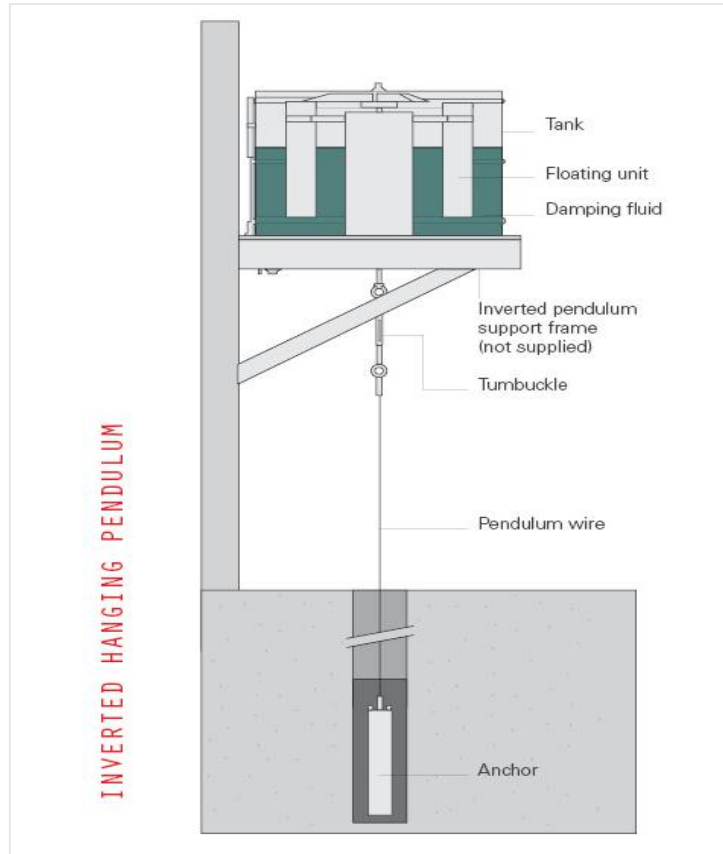 Tank
Floating unit
Damping fluid
Inverted pendulum
support frame
(not supplied)
Tumbuckle
Pendulum wire
Anchor
INVERTED HANGING PENDULUM